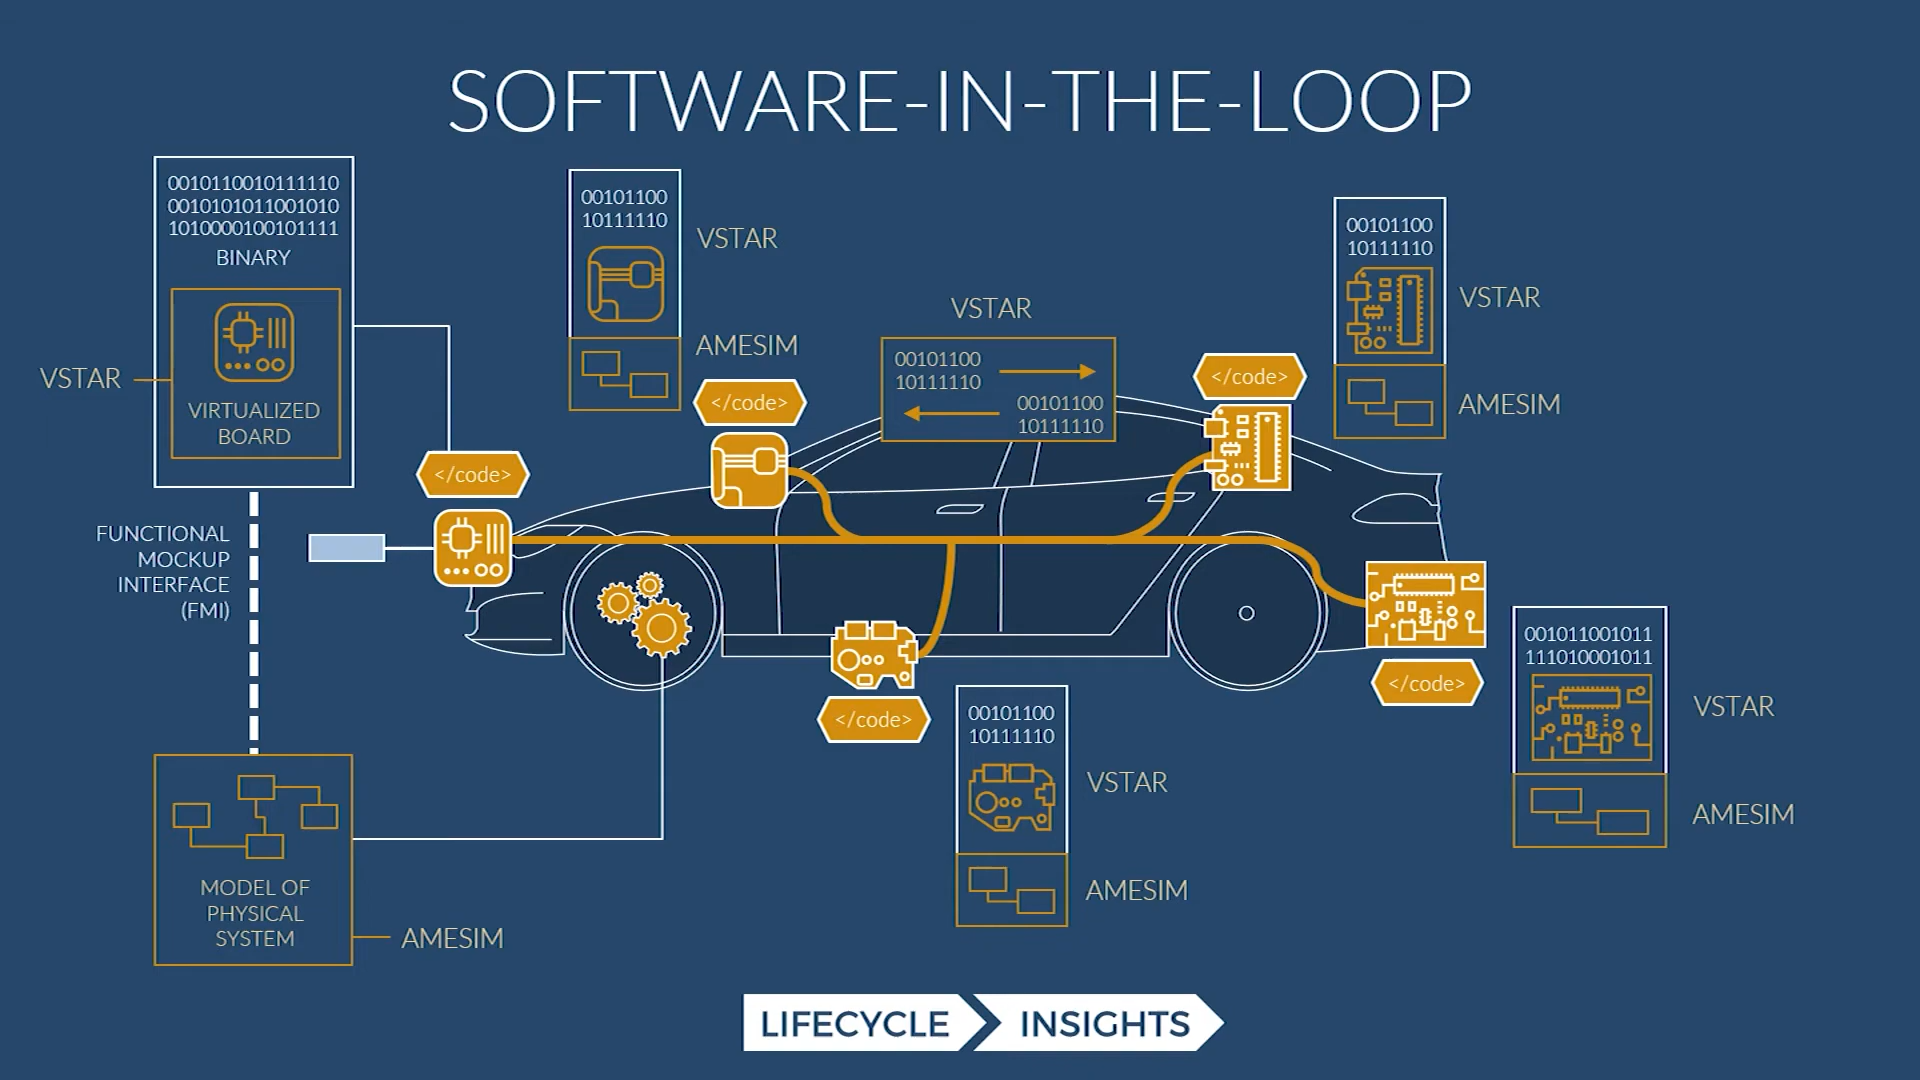 SOFTWARE-IN-THE-LOOP
0010110010111110
0010101011001010
1010000100101111
BINARY
VIRTUALIZED
BOARD
VSTAR
FUNCTIONAL
MOCKUP
INTERFACE
(FMI)
MODEL OF
PHYSICAL
SYSTEM
AMESIM
</code>
00101100
10111110
VSTAR
AMESIM
</code>
VSTAR
00101100
10111110
00101100
10111110
</code>
00101100
10111110
VSTAR
AMESIM
</code>
00101100
10111110
VSTAR
AMESIM
</code>
001011001011
111010001011
VSTAR
AMESIM
LIFECYCLE INSIGHTS